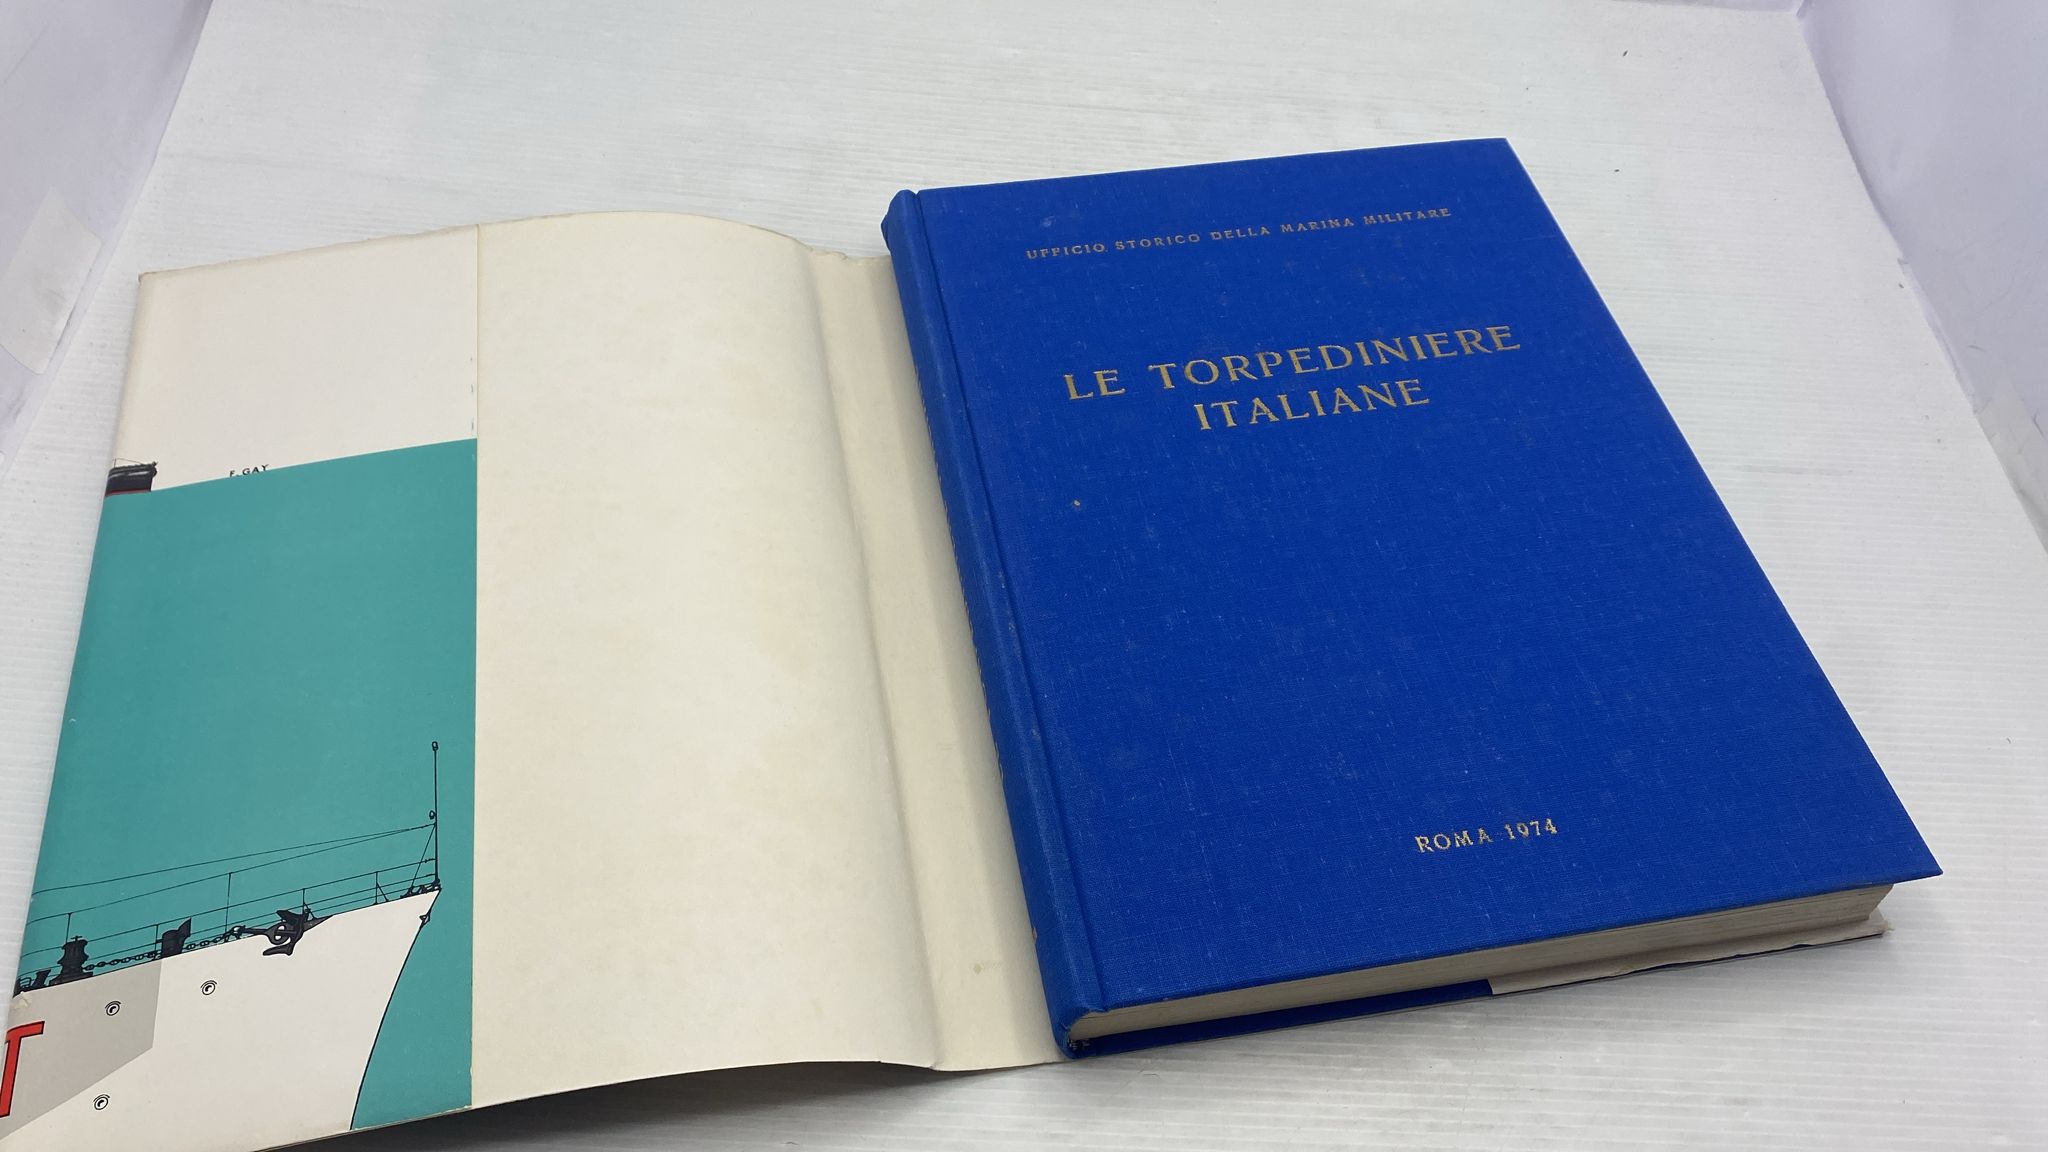 F. GAY
T
UFFICIO STORICO DELLA MARINA MILITARE
LE TORPEDINIERE
ITALIANE
ROMA 1974